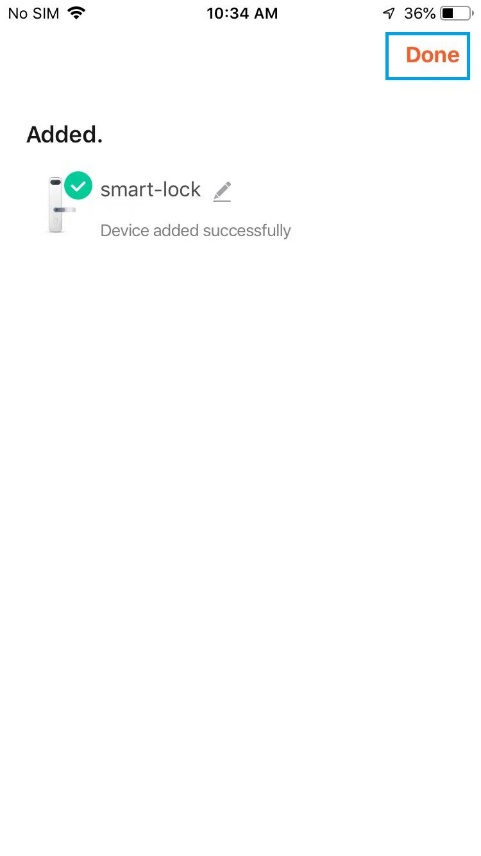 No SIM 10:34 AM 36%
Done
Added.
smart-lock
Device added successfully